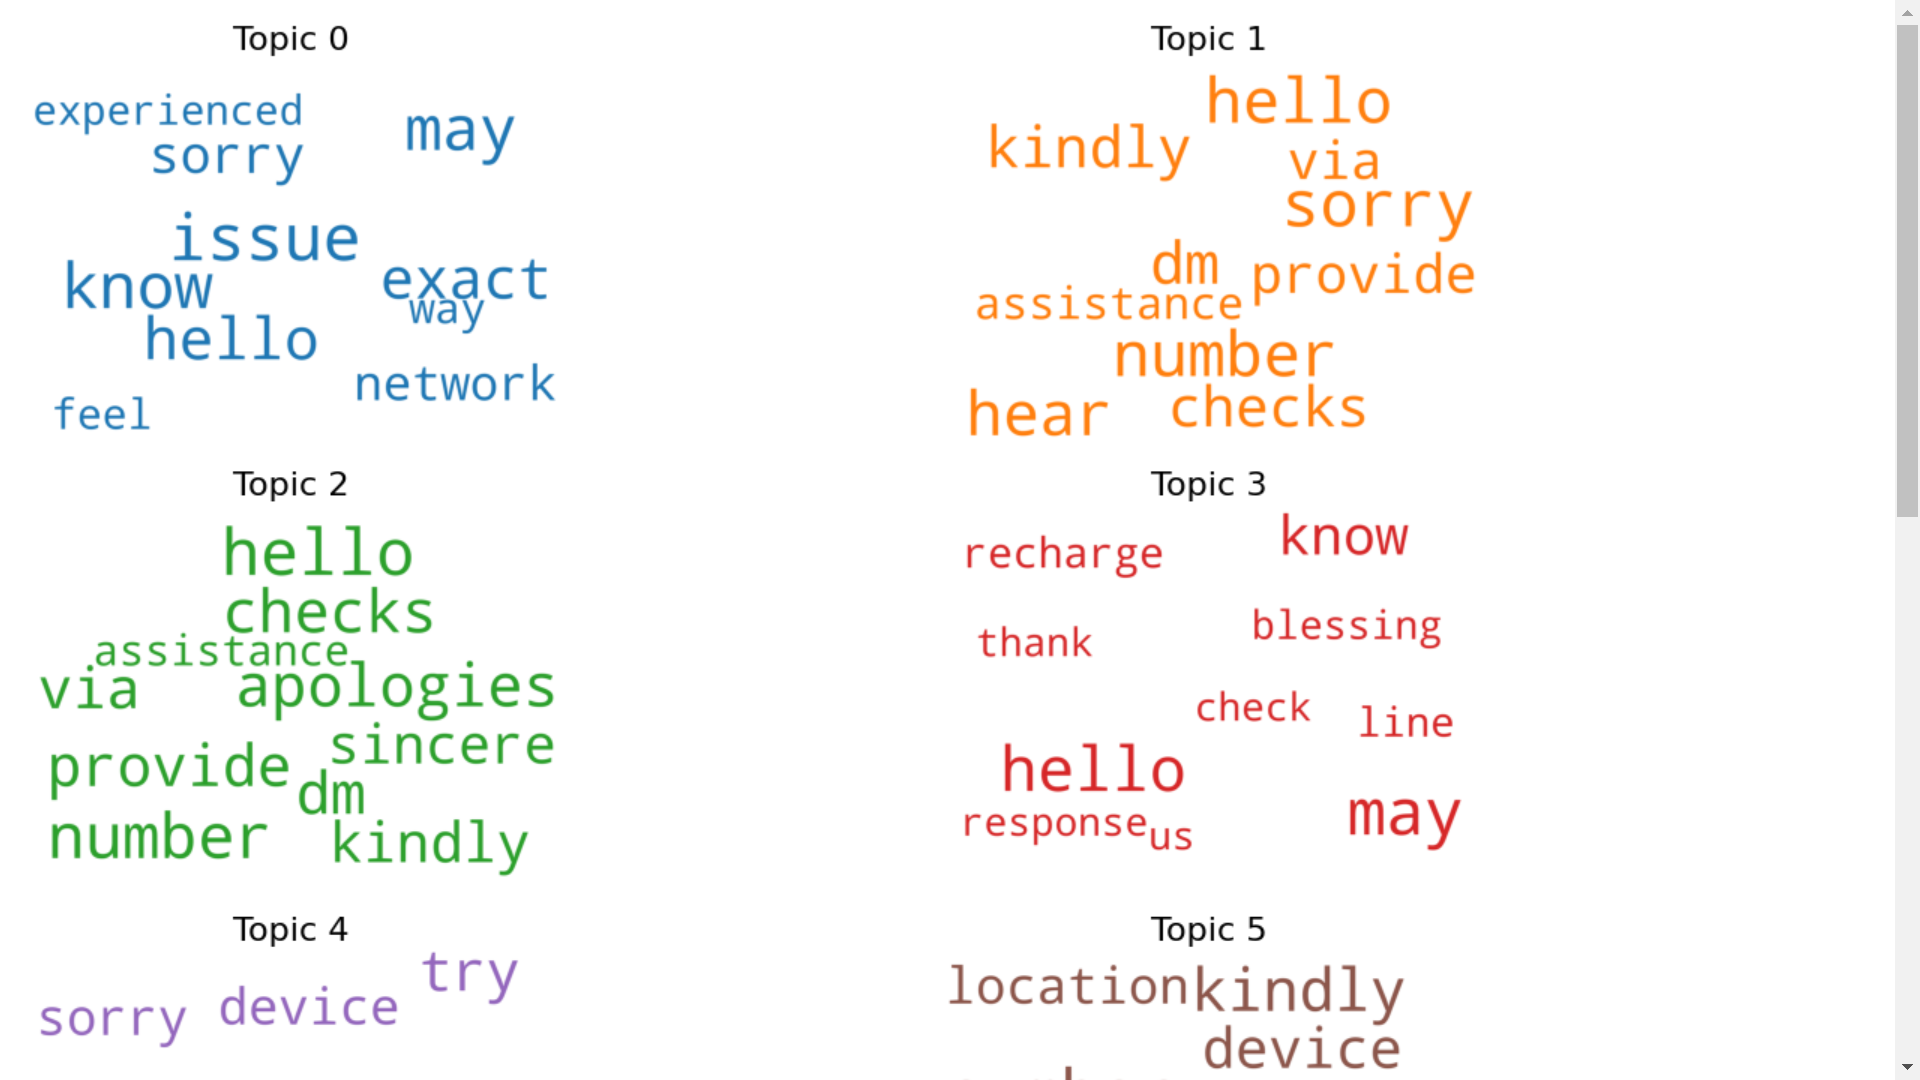 Topic 0
experienced may
sorry
issue
know exact
way
hello
network
feel
Topic 1
hello
kindly via
sorry
dm provide
assistance
number
hear checks
Topic 2
hello
checks
assistance
via apologies
sincere
provide dm
number kindly
Topic 3
know
recharge
blessing
thank
check line
hello
may
response us
Topic 4
try
sorry device
Topic 5
location kindly
device